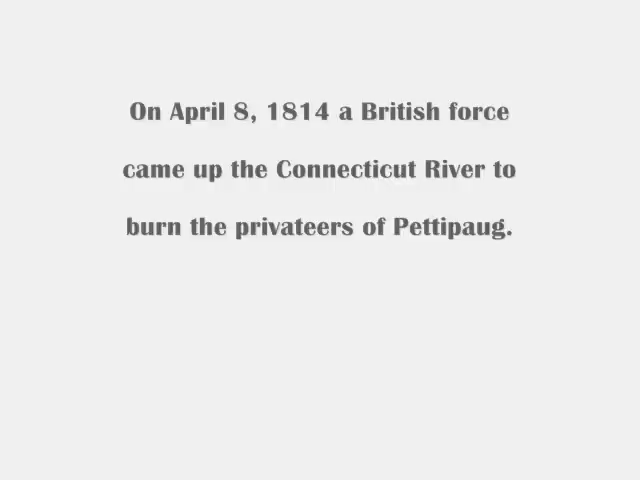 On April 8, 1814 a British force
came up the Connecticut River to
burn the privateers of Pettipaug.